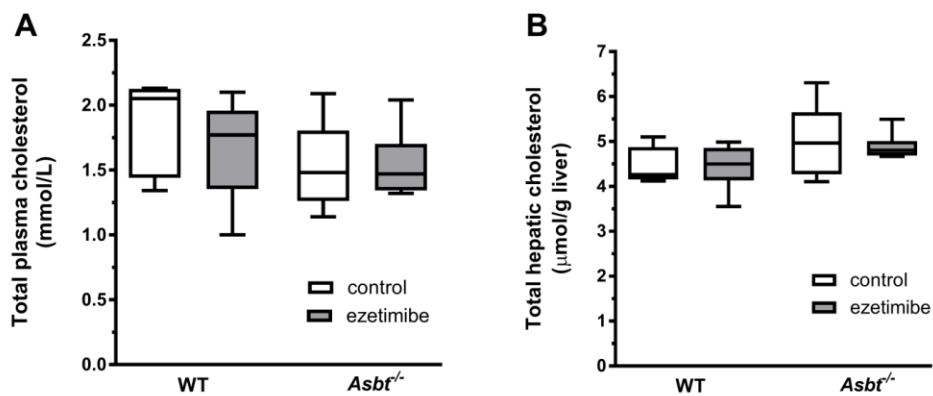 A
Total plasma cholesterol
(mmol/L)
2.5
2.0
1.5
1.0
0.5
0.0
control
ezetimibe
WT
Asbt-/-
B
Total hepatic cholesterol
(μmol/g liver)
7
6
5
4
3
2
1
0
control
ezetimibe
WT
Asbt-/-